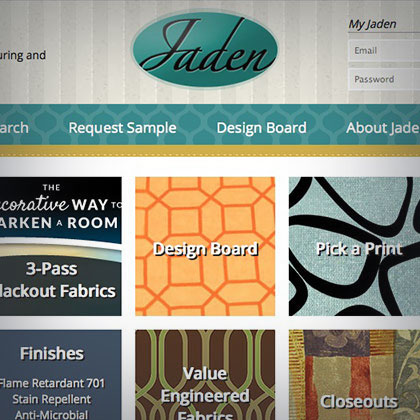 Jaden
My Jaden
Email
uring and
Password
arch Request Sample Design Board About Jade
THE
ecorative WAY TO
ARKEN A ROOM
3-Pass
lackout Fabrics
Design Board
Pick a Print
Finishes
Flame Retardant 701
Stain Repellent
Anti-Microbial
Value
Engineered
Fabrics
Closeouts